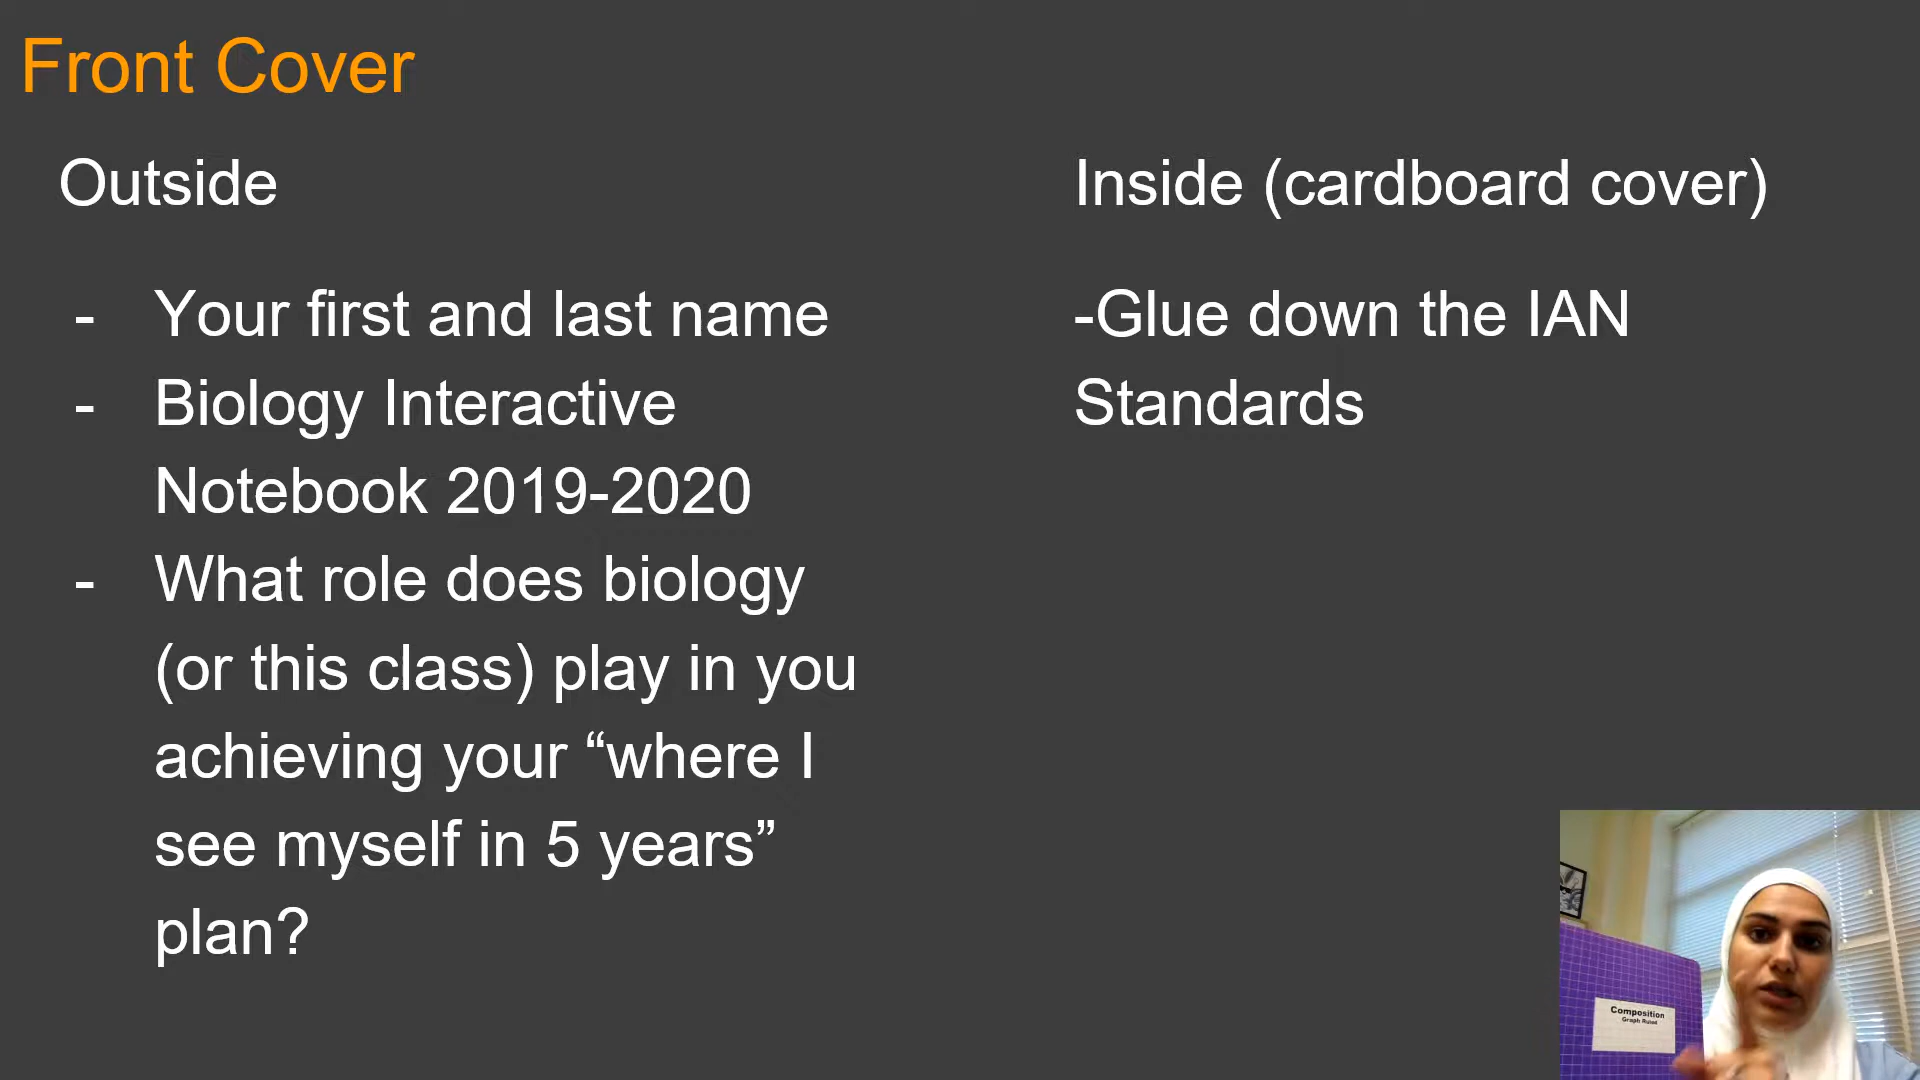 Front Cover
Outside
- Your first and last name
- Biology Interactive
Notebook 2019-2020
- What role does biology
(or this class) play in you
achieving your “where I
see myself in 5 years”
plan?
Inside (cardboard cover)
-Glue down the IAN
Standards
Composition
Graph Ruled